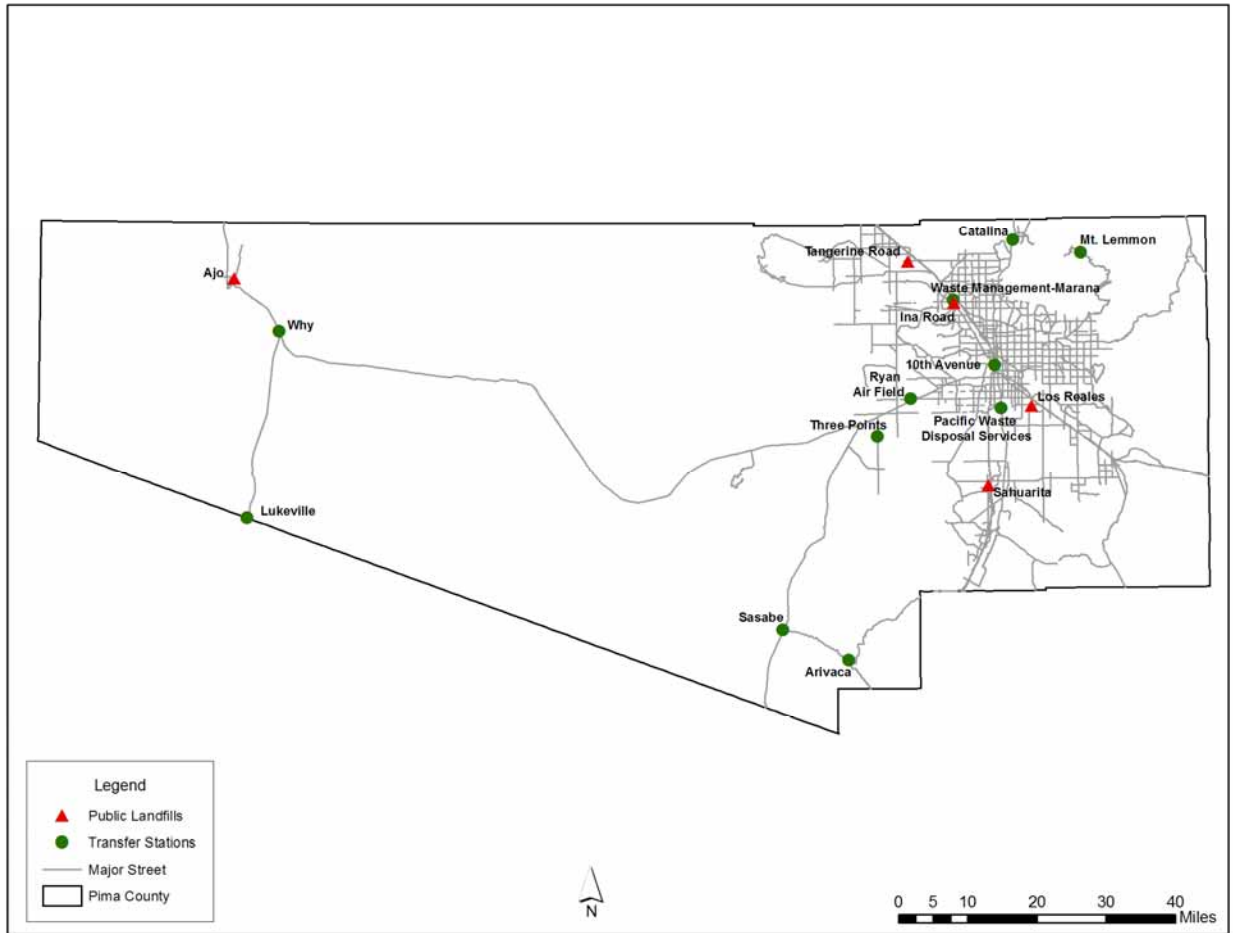 Catalina
Mt. Lemmon
Tangerine Road
Ajo
Waste Management-Marana
Ina Road
Why
10th Avenue
Ryan
Air Field
Los Reales
Pacific Waste
Disposal Services
Three Points
Sahuarita
Lukeville
Sasabe
Arivaca
Legend
Public Landfills
Transfer Stations
Major Street
Pima County
N
0 5 10 20 30 40
Miles